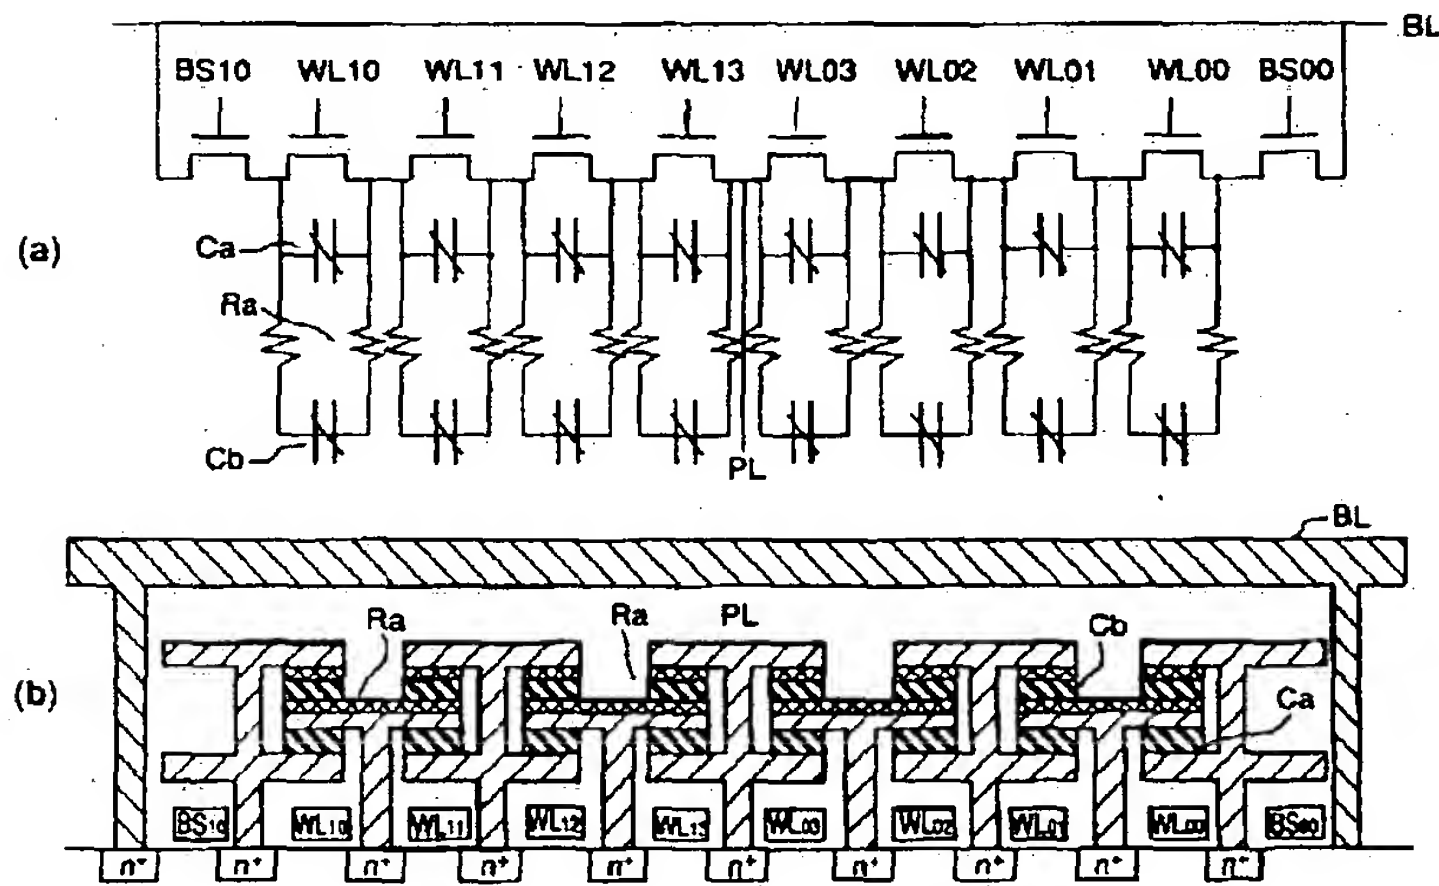 BL
BS10 WL10 WL11 WL12 WL13 WL03 WL02 WL01 WL00 BS00
Ca
(a)
Ra
Cb
PL
BL
Ra Ra PL Cb
(b)
Ca
BS10 WL10 WL11 WL12 WL13 WL03 WL02 WL01 WL00 BS00
n+ n+ n+ n+ n+ n+ n+ n+ n+ n+